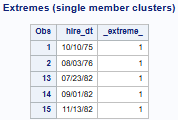 Extremes (single member clusters)
Obs hire_dt _extreme_
1 10/10/75 1
2 08/03/76 1
13 07/23/82 1
14 09/01/82 1
15 11/13/82 1